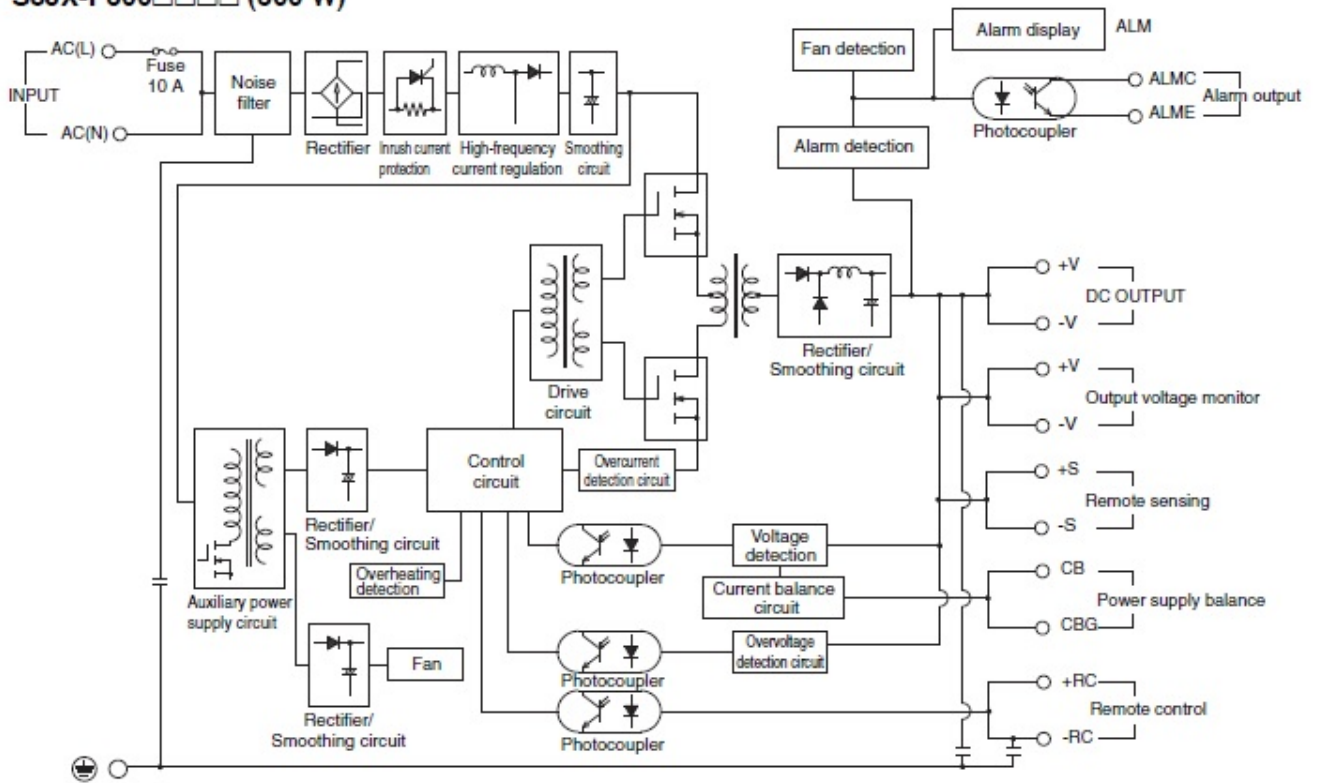 AC(L)
Fuse
10 A
INPUT
AC(N)
Noise
filter
Rectifier
Inrush current
protection
High-frequency
current regulation
Smoothing
circuit
Fan detection
Alarm display
ALM
ALMC
ALME
Alarm output
Photocoupler
Alarm detection
Drive
circuit
Rectifier/
Smoothing circuit
+V
DC OUTPUT
-V
+V
Output voltage monitor
-V
+S
Remote sensing
-S
CB
Power supply balance
CBG
+RC
Remote control
-RC
Control
circuit
Overcurrent
detection circuit
Rectifier/
Smoothing circuit
Overheating
detection
Auxiliary power
supply circuit
Photocoupler
Voltage
detection
Current balance
circuit
Photocoupler
Overvoltage
detection circuit
Photocoupler
Fan
Rectifier/
Smoothing circuit